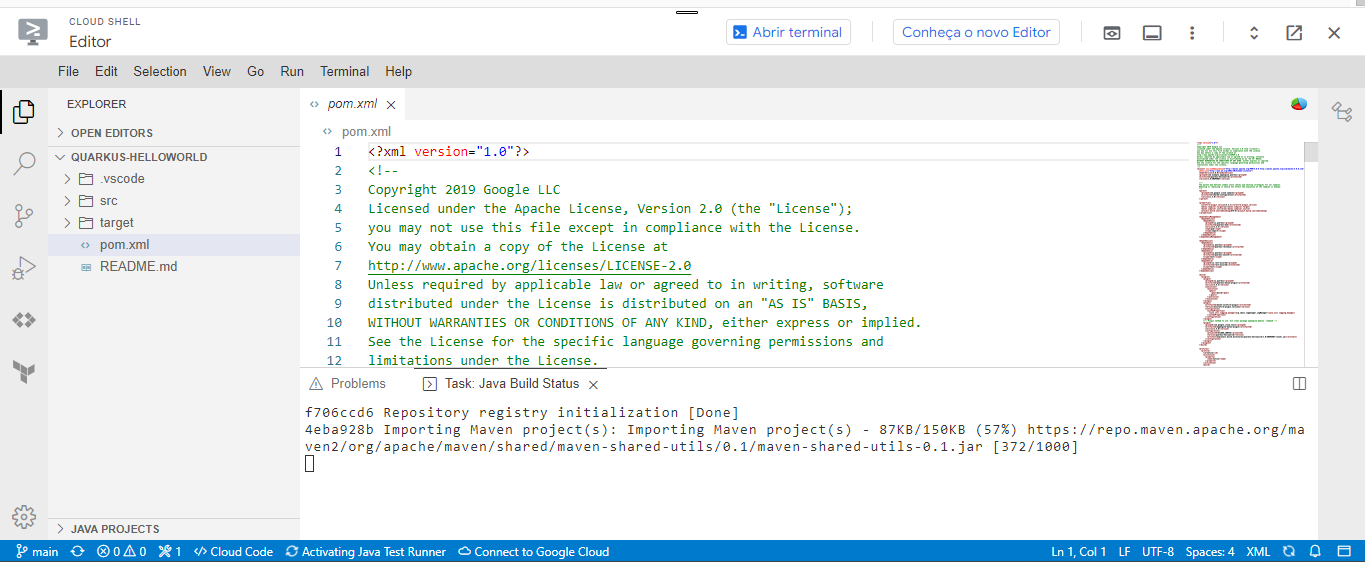 CLOUD SHELL
Editor
Abrir terminal
Conheça o novo Editor
File Edit Selection View Go Run Terminal Help
EXPLORER
OPEN EDITORS
QUARKUS-HELLOWORLD
.vscode
src
target
pom.xml
README.md
JAVA PROJECTS
pom.xml
pom.xml
1 <?xml version="1.0"?>
2 <!--
3 Copyright 2019 Google LLC
4 Licensed under the Apache License, Version 2.0 (the "License");
5 you may not use this file except in compliance with the License.
6 You may obtain a copy of the License at
7 http://www.apache.org/licenses/LICENSE-2.0
8 Unless required by applicable law or agreed to in writing, software
9 distributed under the License is distributed on an "AS IS" BASIS,
10 WITHOUT WARRANTIES OR CONDITIONS OF ANY KIND, either express or implied.
11 See the License for the specific language governing permissions and
12 limitations under the License.
Problems Task: Java Build Status
f706ccd6 Repository registry initialization [Done]
4eba928b Importing Maven project(s): Importing Maven project(s) - 87KB/150KB (57%) https://repo.maven.apache.org/ma
ven2/org/apache/maven/shared/maven-shared-utils/0.1/maven-shared-utils-0.1.jar [372/1000]
main 0 0 1 Cloud Code Activating Java Test Runner Connect to Google Cloud Ln 1, Col 1 LF UTF-8 Spaces: 4 XML